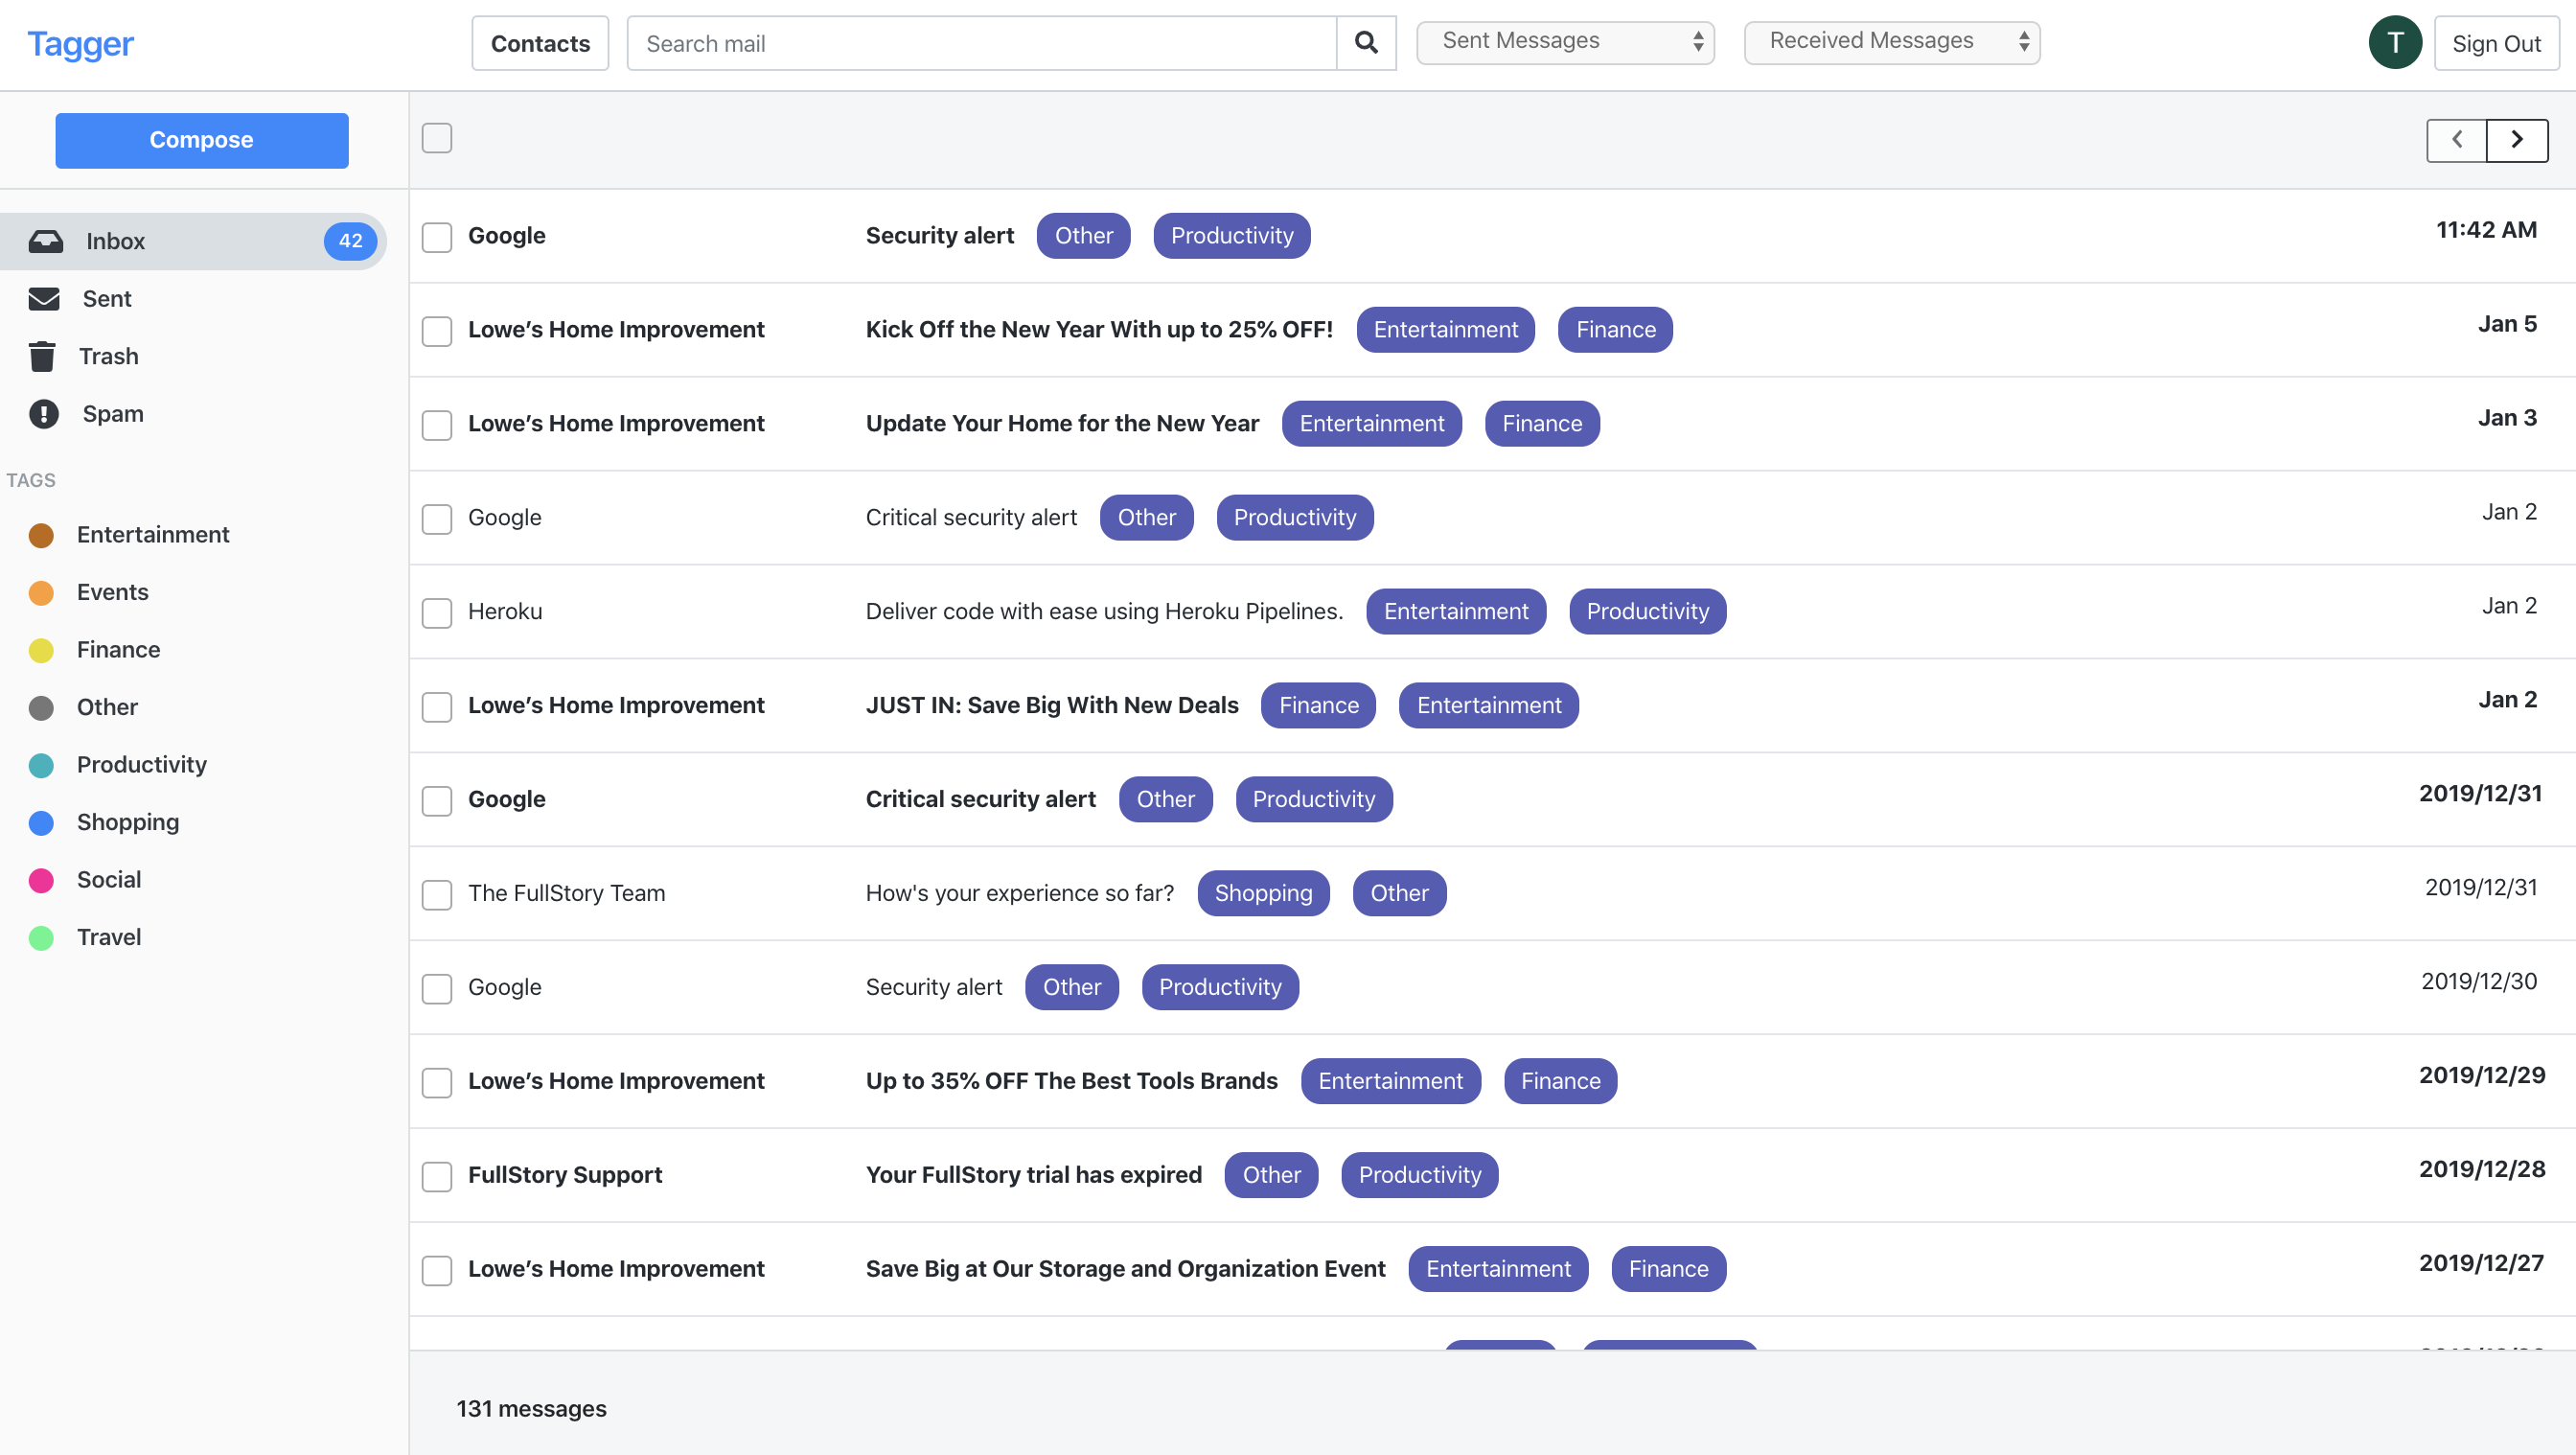 Tagger
Contacts
Search mail
Sent Messages
Received Messages
T
Sign Out
Compose
Inbox 42
Sent
Trash
Spam
TAGS
Entertainment
Events
Finance
Other
Productivity
Shopping
Social
Travel
Google Security alert Other Productivity 11:42 AM
Lowe’s Home Improvement Kick Off the New Year With up to 25% OFF! Entertainment Finance Jan 5
Lowe’s Home Improvement Update Your Home for the New Year Entertainment Finance Jan 3
Google Critical security alert Other Productivity Jan 2
Heroku Deliver code with ease using Heroku Pipelines. Entertainment Productivity Jan 2
Lowe’s Home Improvement JUST IN: Save Big With New Deals Finance Entertainment Jan 2
Google Critical security alert Other Productivity 2019/12/31
The FullStory Team How's your experience so far? Shopping Other 2019/12/31
Google Security alert Other Productivity 2019/12/30
Lowe’s Home Improvement Up to 35% OFF The Best Tools Brands Entertainment Finance 2019/12/29
FullStory Support Your FullStory trial has expired Other Productivity 2019/12/28
Lowe’s Home Improvement Save Big at Our Storage and Organization Event Entertainment Finance 2019/12/27
131 messages